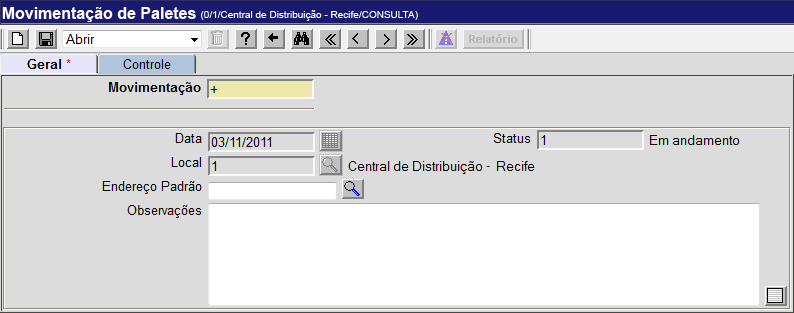 Movimentação de Paletes (0/1/Central de Distribuição - Recife/CONSULTA)
Abrir ? Relatório
Geral * Controle
Movimentação +
Data 03/11/2011 Status 1 Em andamento
Local 1 Central de Distribuição - Recife
Endereço Padrão
Observações